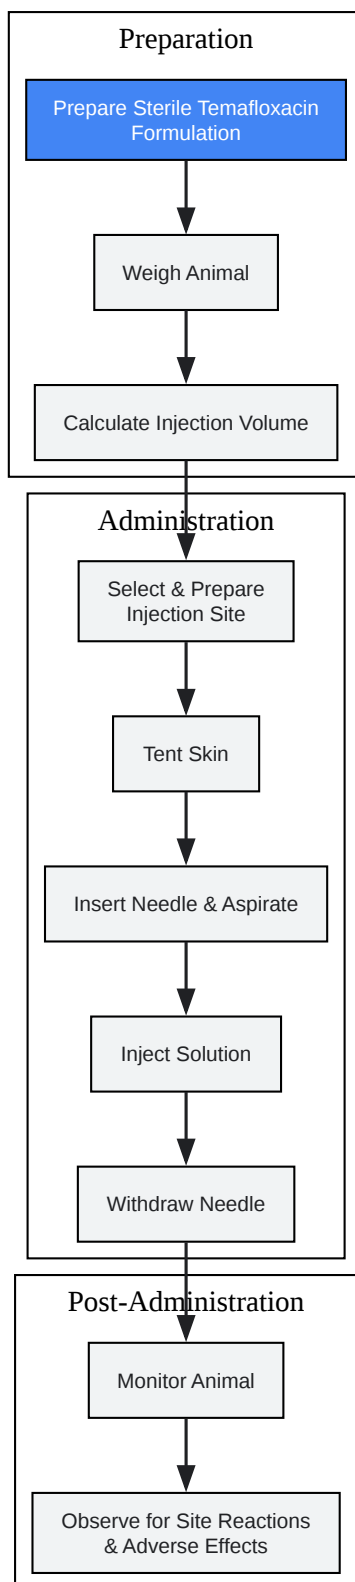 Preparation
Prepare Sterile Temafloxacin
Formulation
Weigh Animal
Calculate Injection Volume
Administration
Select & Prepare
Injection Site
Tent Skin
Insert Needle & Aspirate
Inject Solution
Withdraw Needle
Post-Administration
Monitor Animal
Observe for Site Reactions
& Adverse Effects